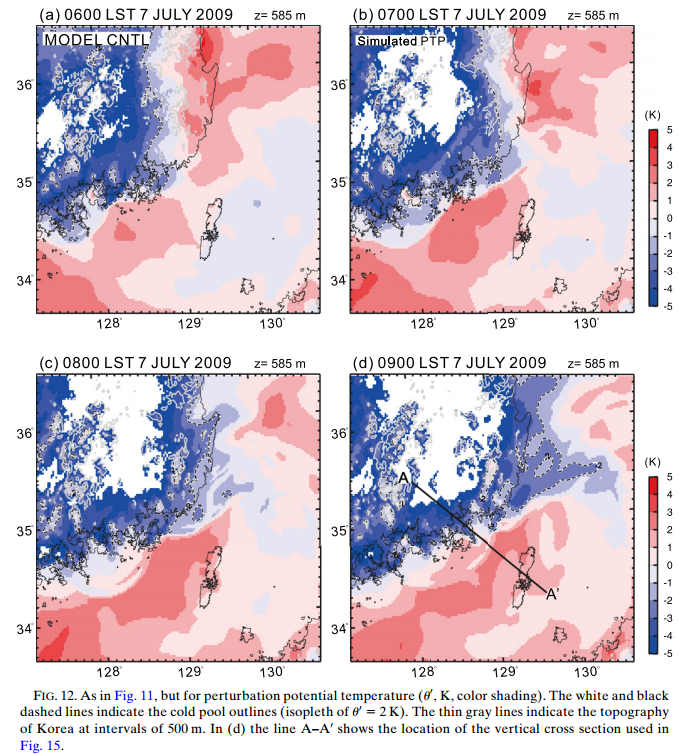 (a) 0600 LST 7 JULY 2009 z= 585 m
MODEL CNTL
36°
35°
34°
128° 129° 130°
(b) 0700 LST 7 JULY 2009 z= 585 m
Simulated PTP
36°
35°
34°
128° 129° 130°
(K)
5
4
3
2
1
0
-1
-2
-3
-4
-5
(c) 0800 LST 7 JULY 2009 z= 585 m
36°
35°
34°
128° 129° 130°
(d) 0900 LST 7 JULY 2009 z= 585 m
36°
35°
34°
A
A'
128° 129° 130°
(K)
5
4
3
2
1
0
-1
-2
-3
-4
-5
FIG. 12. As in Fig. 11, but for perturbation potential temperature (θ′, K, color shading). The white and black
dashed lines indicate the cold pool outlines (isopleth of θ′ = 2 K). The thin gray lines indicate the topography
of Korea at intervals of 500 m. In (d) the line A–A′ shows the location of the vertical cross section used in
Fig. 15.